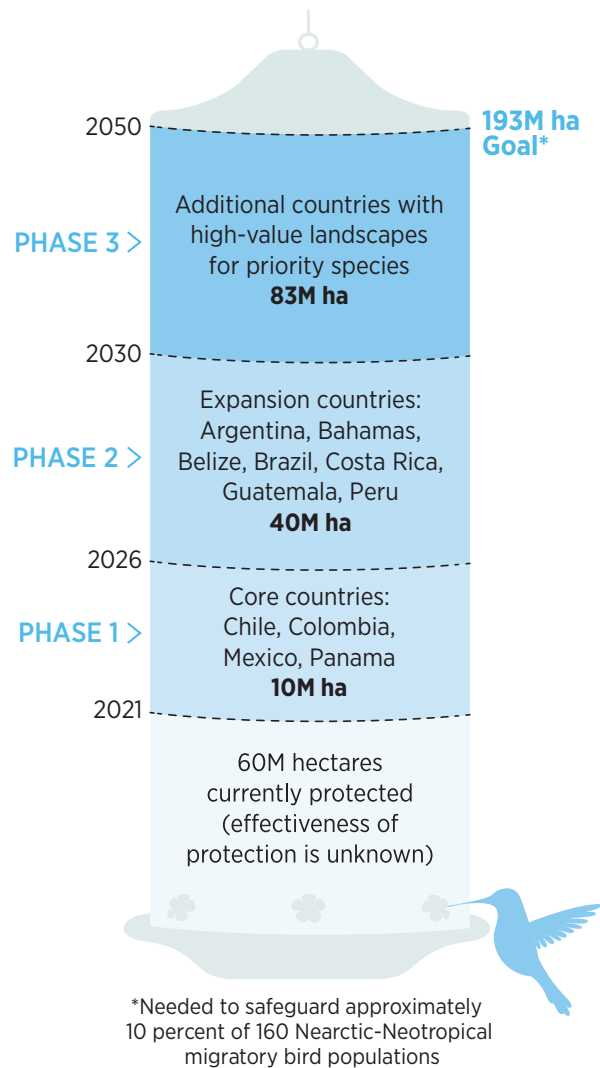 2050
193M ha
Goal*
Additional countries with
high-value landscapes
for priority species
83M ha
PHASE 3 >
2030
Expansion countries:
Argentina, Bahamas,
Belize, Brazil, Costa Rica,
Guatemala, Peru
40M ha
PHASE 2 >
2026
Core countries:
Chile, Colombia,
Mexico, Panama
10M ha
PHASE 1 >
2021
60M hectares
currently protected
(effectiveness of
protection is unknown)
*Needed to safeguard approximately
10 percent of 160 Nearctic-Neotropical
migratory bird populations